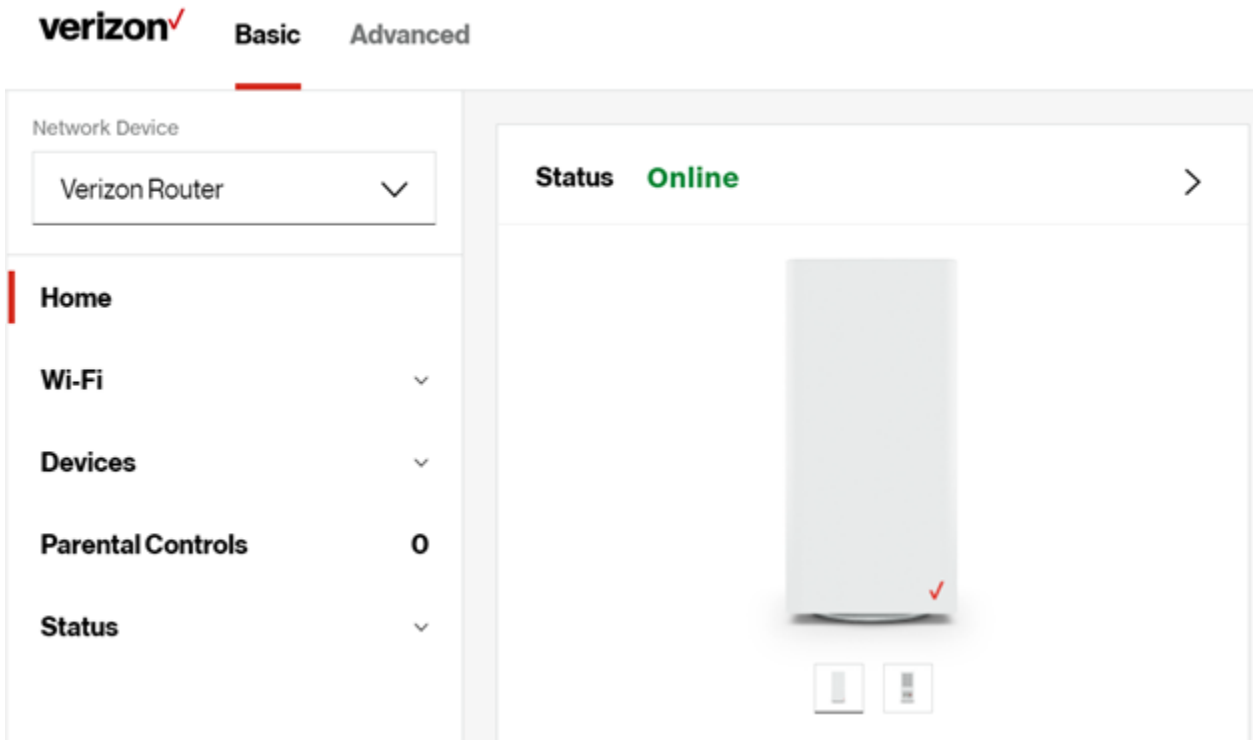 verizon✓ Basic Advanced
Network Device
Verizon Router
Home
Wi-Fi
Devices
Parental Controls 0
Status
Status Online